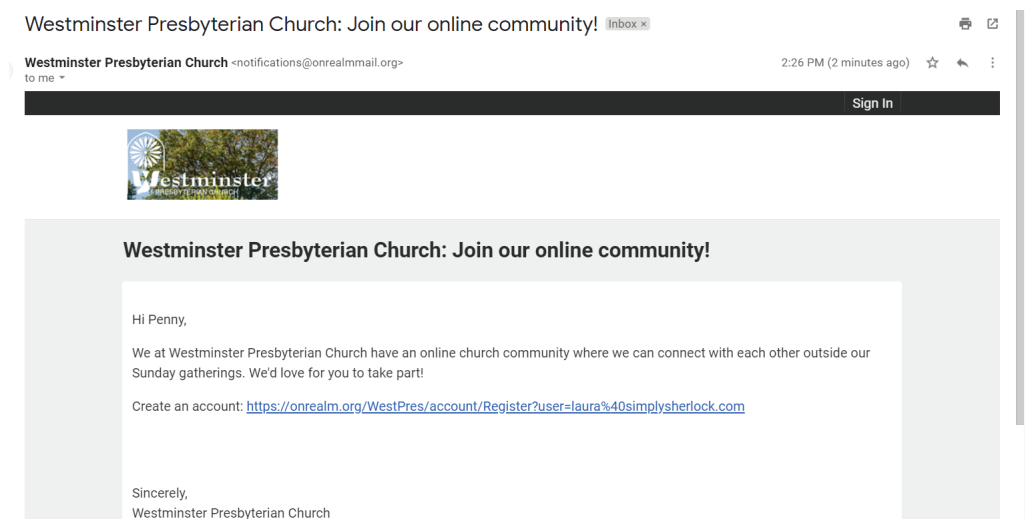 Westminster Presbyterian Church: Join our online community! Inbox ×
Westminster Presbyterian Church <notifications@onrealmmail.org> 2:26 PM (2 minutes ago)
to me
Sign In
Westminster
PRESBYTERIAN CHURCH
Westminster Presbyterian Church: Join our online community!
Hi Penny,
We at Westminster Presbyterian Church have an online church community where we can connect with each other outside our
Sunday gatherings. We'd love for you to take part!
Create an account: https://onrealm.org/WestPres/account/Register?user=laura%40simplysherlock.com
Sincerely,
Westminster Presbyterian Church